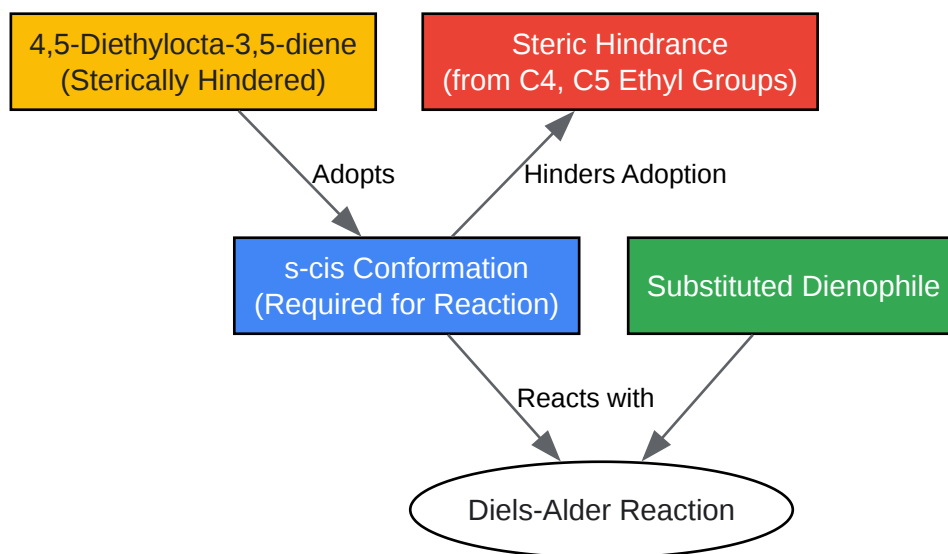 4,5-Diethylocta-3,5-diene
(Sterically Hindered)
Steric Hindrance
(from C4, C5 Ethyl Groups)
Adopts
Hinders Adoption
s-cis Conformation
(Required for Reaction)
Substituted Dienophile
Reacts with
Diels-Alder Reaction